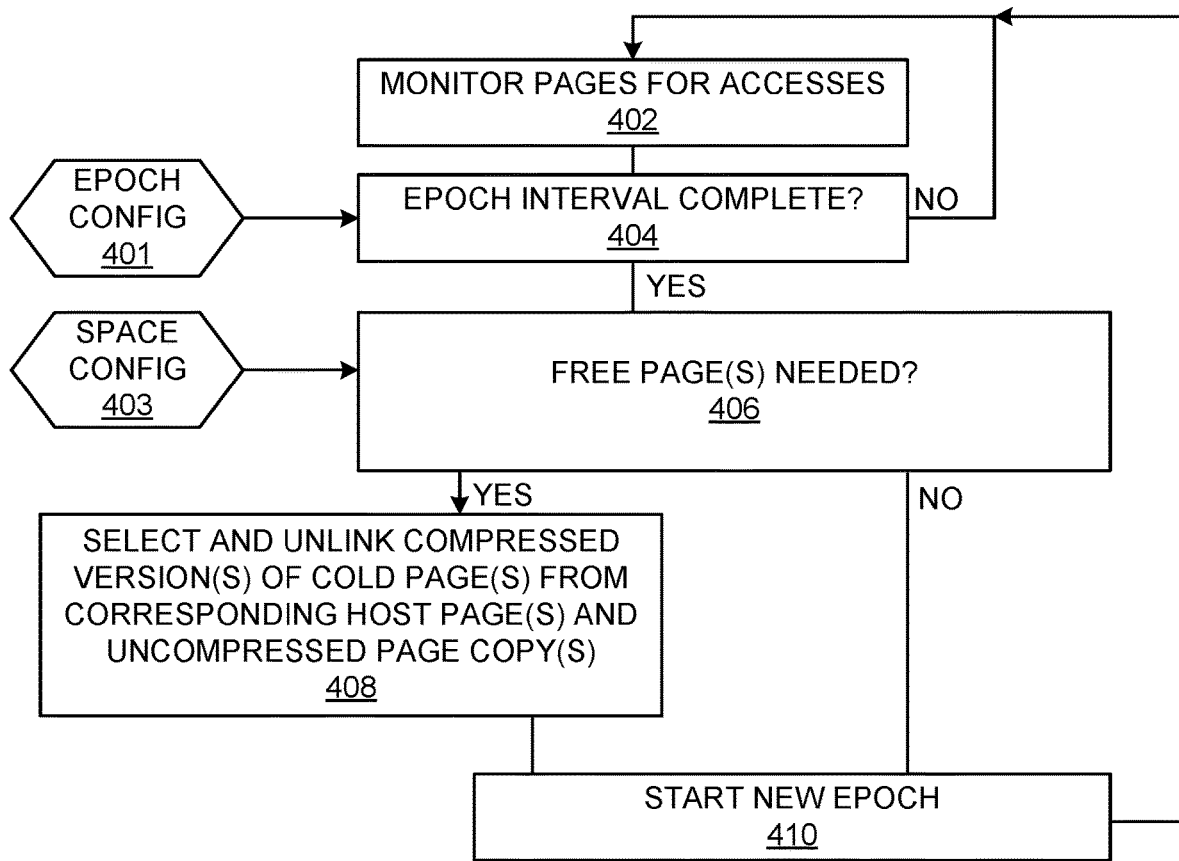 MONITOR PAGES FOR ACCESSES
402
EPOCH
CONFIG
401
EPOCH INTERVAL COMPLETE?
404
NO
YES
SPACE
CONFIG
403
FREE PAGE(S) NEEDED?
406
YES
NO
SELECT AND UNLINK COMPRESSED
VERSION(S) OF COLD PAGE(S) FROM
CORRESPONDING HOST PAGE(S) AND
UNCOMPRESSED PAGE COPY(S)
408
START NEW EPOCH
410